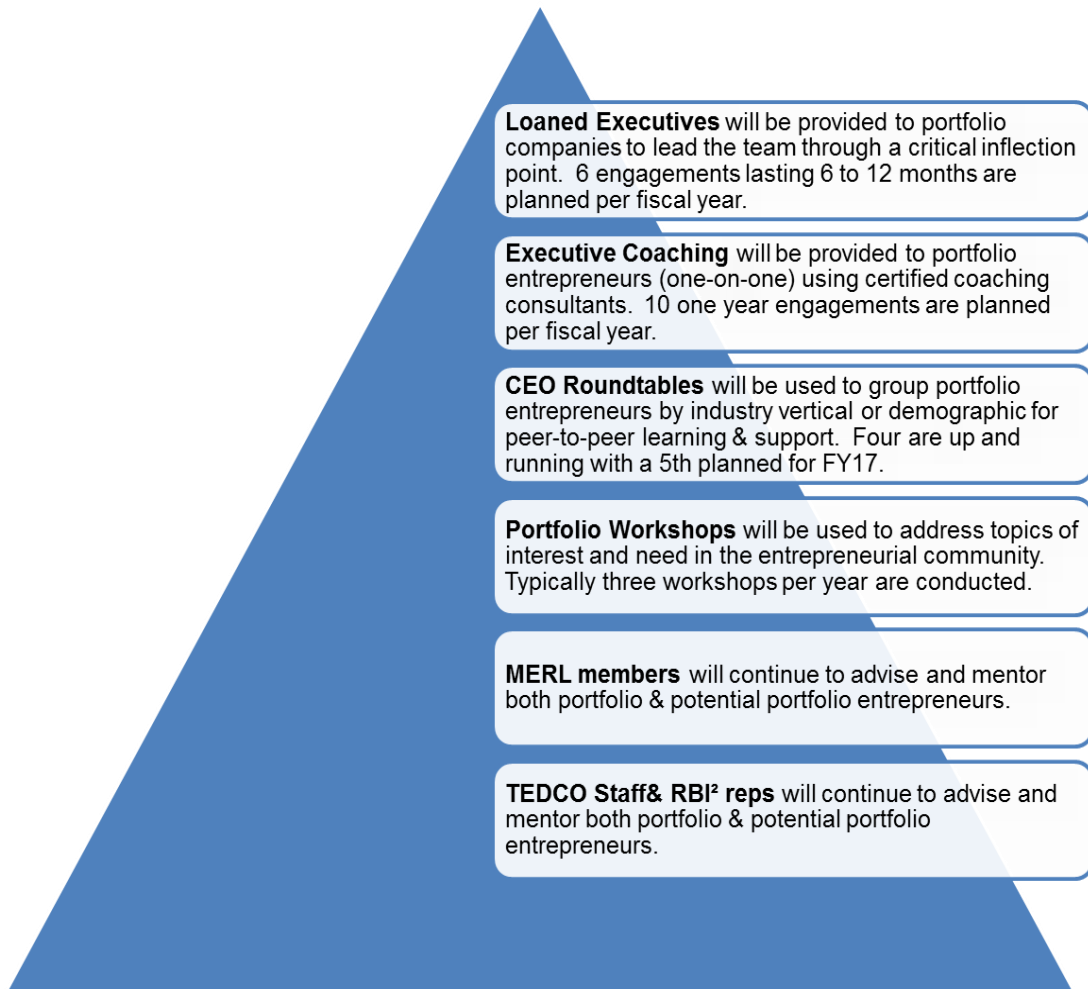 Loaned Executives will be provided to portfolio
companies to lead the team through a critical inflection
point.  6 engagements lasting 6 to 12 months are
planned per fiscal year.
Executive Coaching will be provided to portfolio
entrepreneurs (one-on-one) using certified coaching
consultants.  10 one year engagements are planned
per fiscal year.
CEO Roundtables will be used to group portfolio
entrepreneurs by industry vertical or demographic for
peer-to-peer learning & support.  Four are up and
running with a 5th planned for FY17.
Portfolio Workshops will be used to address topics of
interest and need in the entrepreneurial community.
Typically three workshops per year are conducted.
MERL members will continue to advise and mentor
both portfolio & potential portfolio entrepreneurs.
TEDCO Staff& RBI² reps will continue to advise and
mentor both portfolio & potential portfolio
entrepreneurs.